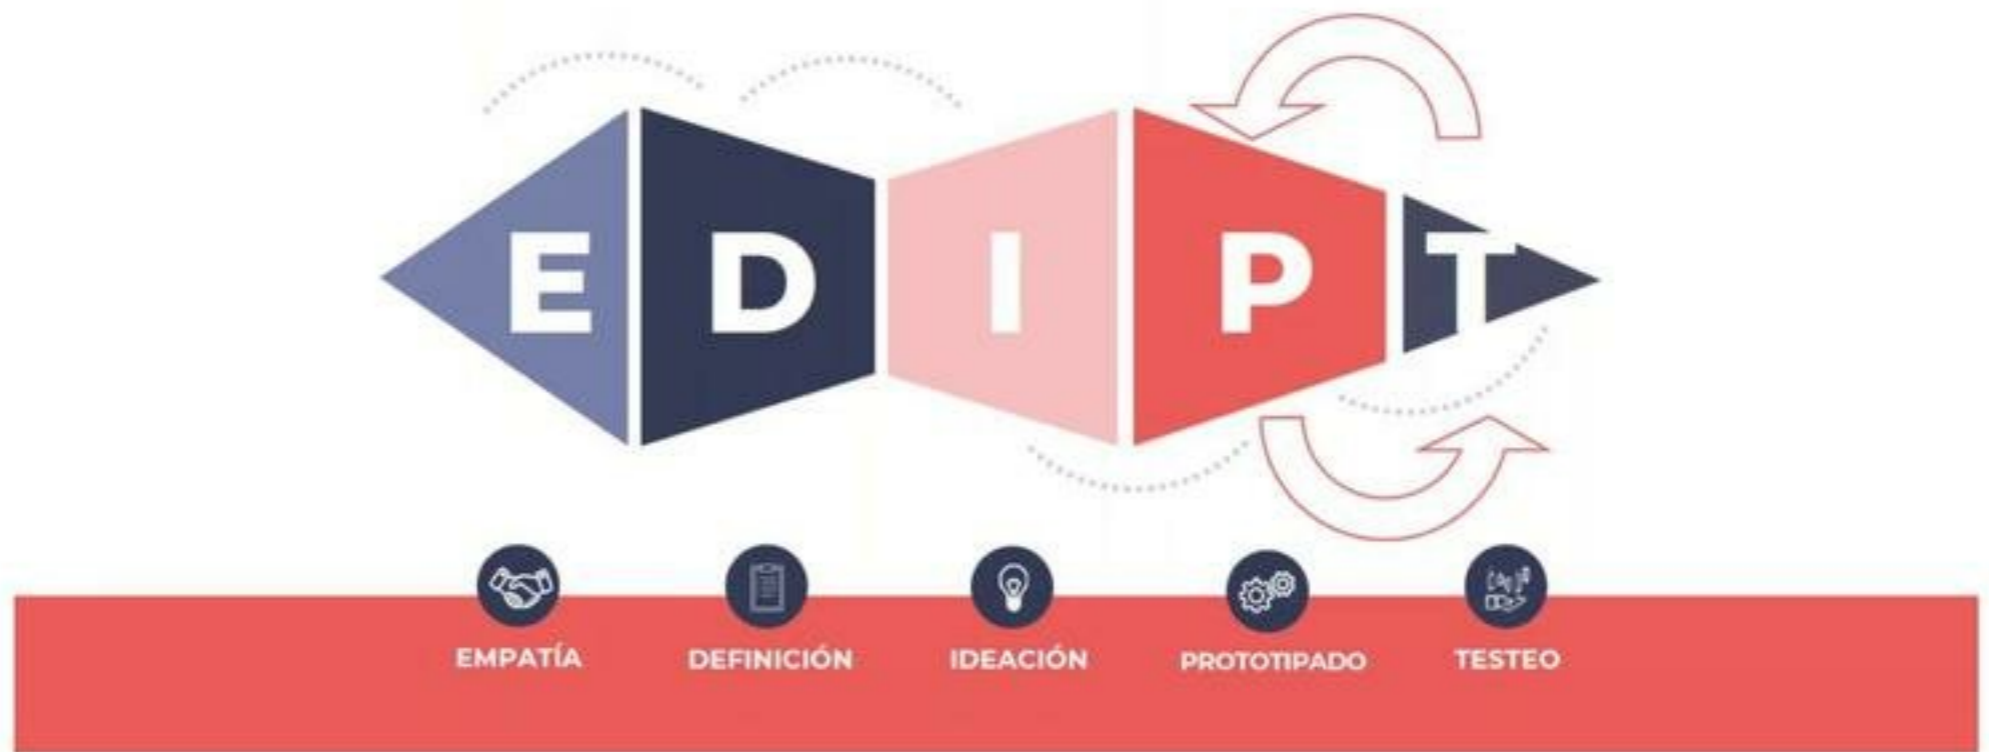 E D I P T
EMPATÍA DEFINICIÓN IDEACIÓN PROTOTIPADO TESTEO